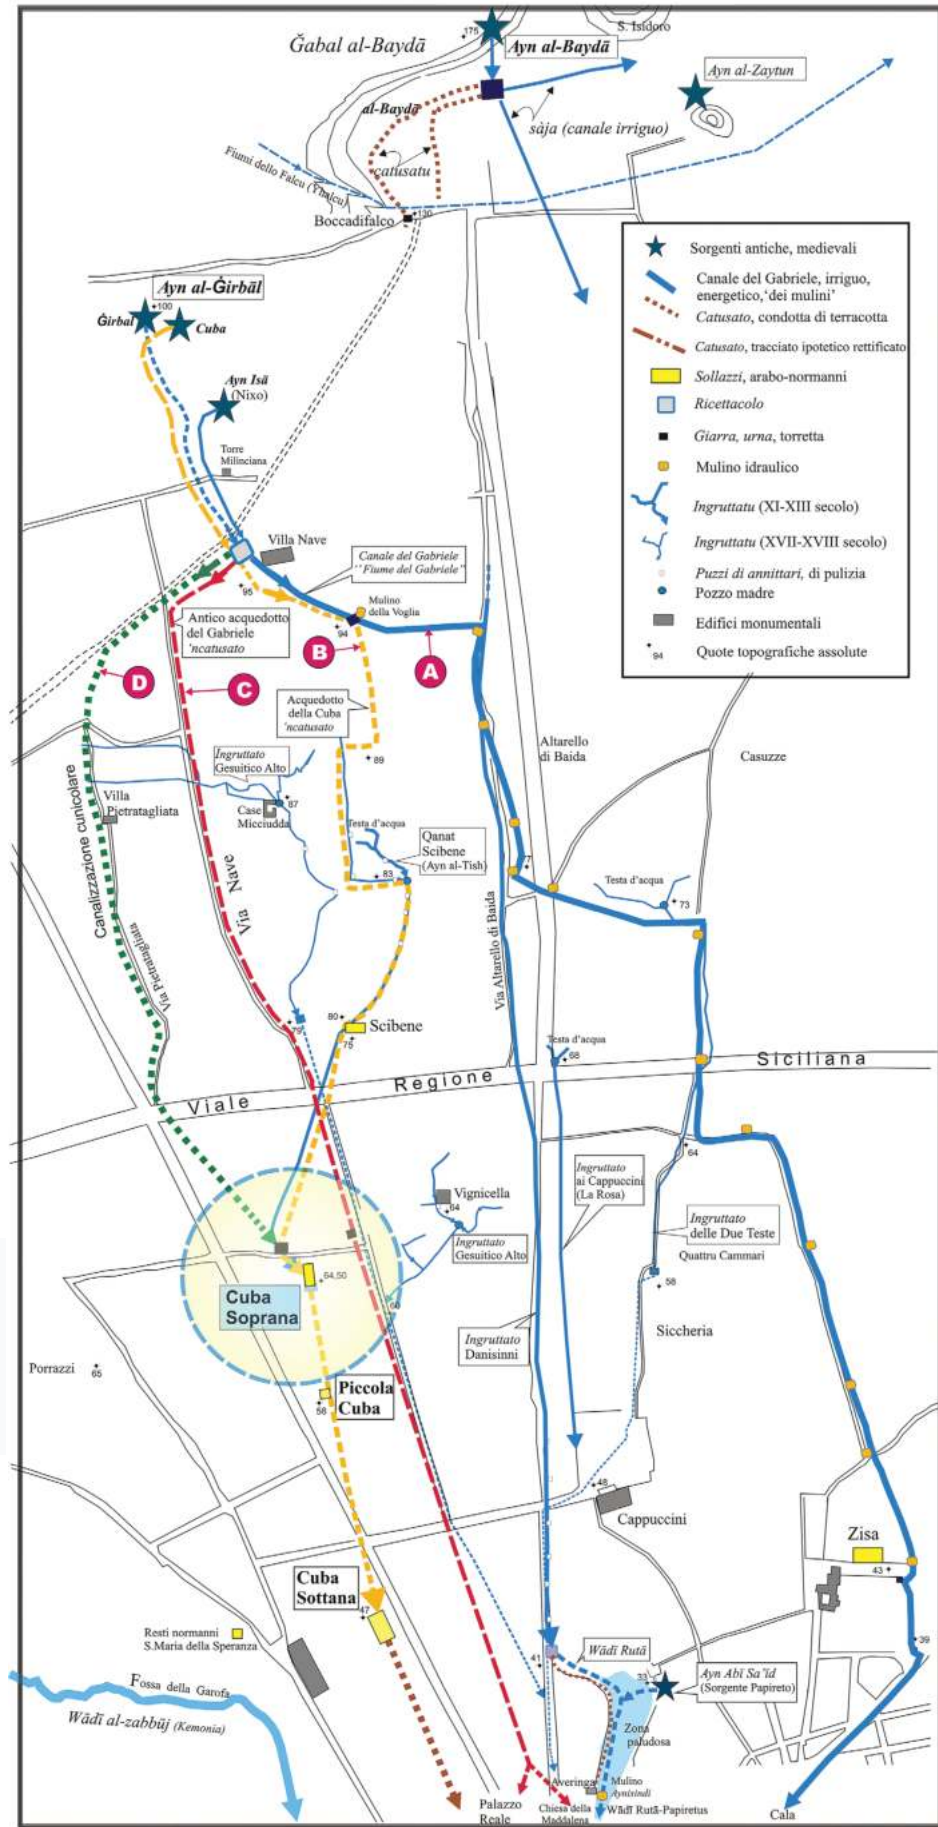 S. Isidoro
175
Ğabal al-Baydā
Ayn al-Baydā
Ayn al-Zaytun
al-Baydā
sàja (canale irriguo)
catusatu
Fiumi dello Falcu (Yhalcu)
Boccadifalco
130
Ayn al-Ġirbāl
100
Ġirbal
Cuba
Ayn Isā
(Nixo)
Torre
Milinciana
Villa Nave
Canale del Gabriele
"Fiume del Gabriele"
95
Mulino
della Voglia
94
Antico acquedotto
del Gabriele
'ncatusato
A
B
C
D
Acquedotto
della Cuba
'ncatusato
89
Sorgenti antiche, medievali
Canale del Gabriele, irriguo,
energetico,'dei mulini'
Catusato, condotta di terracotta
Catusato, tracciato ipotetico rettificato
Sollazzi, arabo-normanni
Ricettacolo
Giarra, urna, torretta
Mulino idraulico
Ingruttatu (XI-XIII secolo)
Ingruttatu (XVII-XVIII secolo)
Puzzi di annittari, di pulizia
Pozzo madre
Edifici monumentali
94
Quote topografiche assolute
Ingruttato
Gesuitico Alto
Altarello
di Baida
Casuzze
Villa
Pietratagliata
Case
Micciudda
87
Testa d'acqua
Qanat
Scibene
(Ayn al-Tish)
83
Canalizzazione cunicolare
Via Nave
Via Pietratagliata
Via Altarello di Baida
Testa d'acqua
73
79
80
Scibene
75
Testa d'acqua
68
Viale Regione Siciliana
64
Vignicella
64
Ingruttato
Gesuitico Alto
Ingruttato
ai Cappuccini
(La Rosa)
Ingruttato
delle Due Teste
Quattru Cammari
58
Siccheria
64,50
Cuba
Soprana
60
Ingruttato
Danisinni
Porrazzi
65
Piccola
Cuba
58
48
Cappuccini
Zisa
43
Cuba
Sottana
47
Resti normanni
S.Maria della Speranza
39
Wādī Rutā
41
33
Ayn Abī Sa'īd
(Sorgente Papireto)
Fossa della Garofa
Wādī al-zabbūj (Kemonia)
Zona
paludosa
Averinga
Mulino
Aynisindi
Palazzo
Reale
Chiesa della
Maddalena
Wādī Rutā-Papiretus
Cala